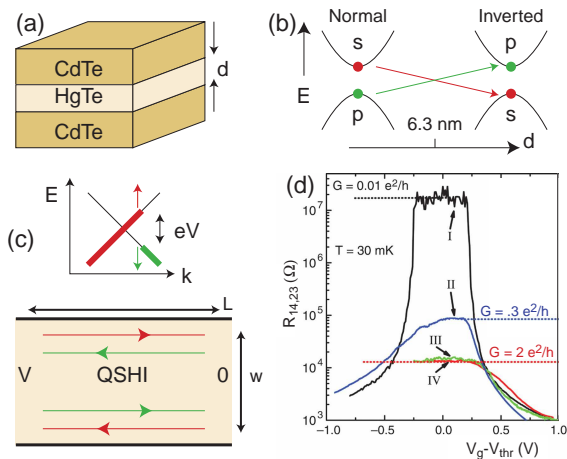 (a)
CdTe
HgTe
CdTe
d
(b)
Normal
Inverted
s
p
E
p
s
6.3 nm
d
(c)
E
eV
k
L
V
QSHI
0
w
(d)
G = 0.01 e²/h
10⁷
I
T = 30 mK
10⁶
R₁₄,₂₃ (Ω)
II
10⁵
G = .3 e²/h
III
G = 2 e²/h
10⁴
IV
10³
−1.0
−0.5
0.0
0.5
1.0
V_g-V_thr (V)